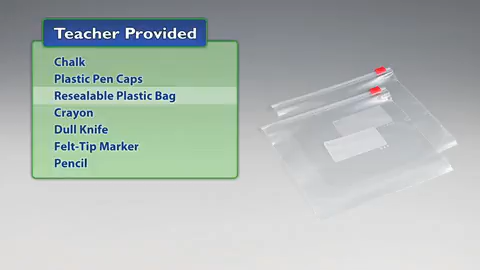 Teacher Provided
Chalk
Plastic Pen Caps
Resealable Plastic Bag
Crayon
Dull Knife
Felt-Tip Marker
Pencil